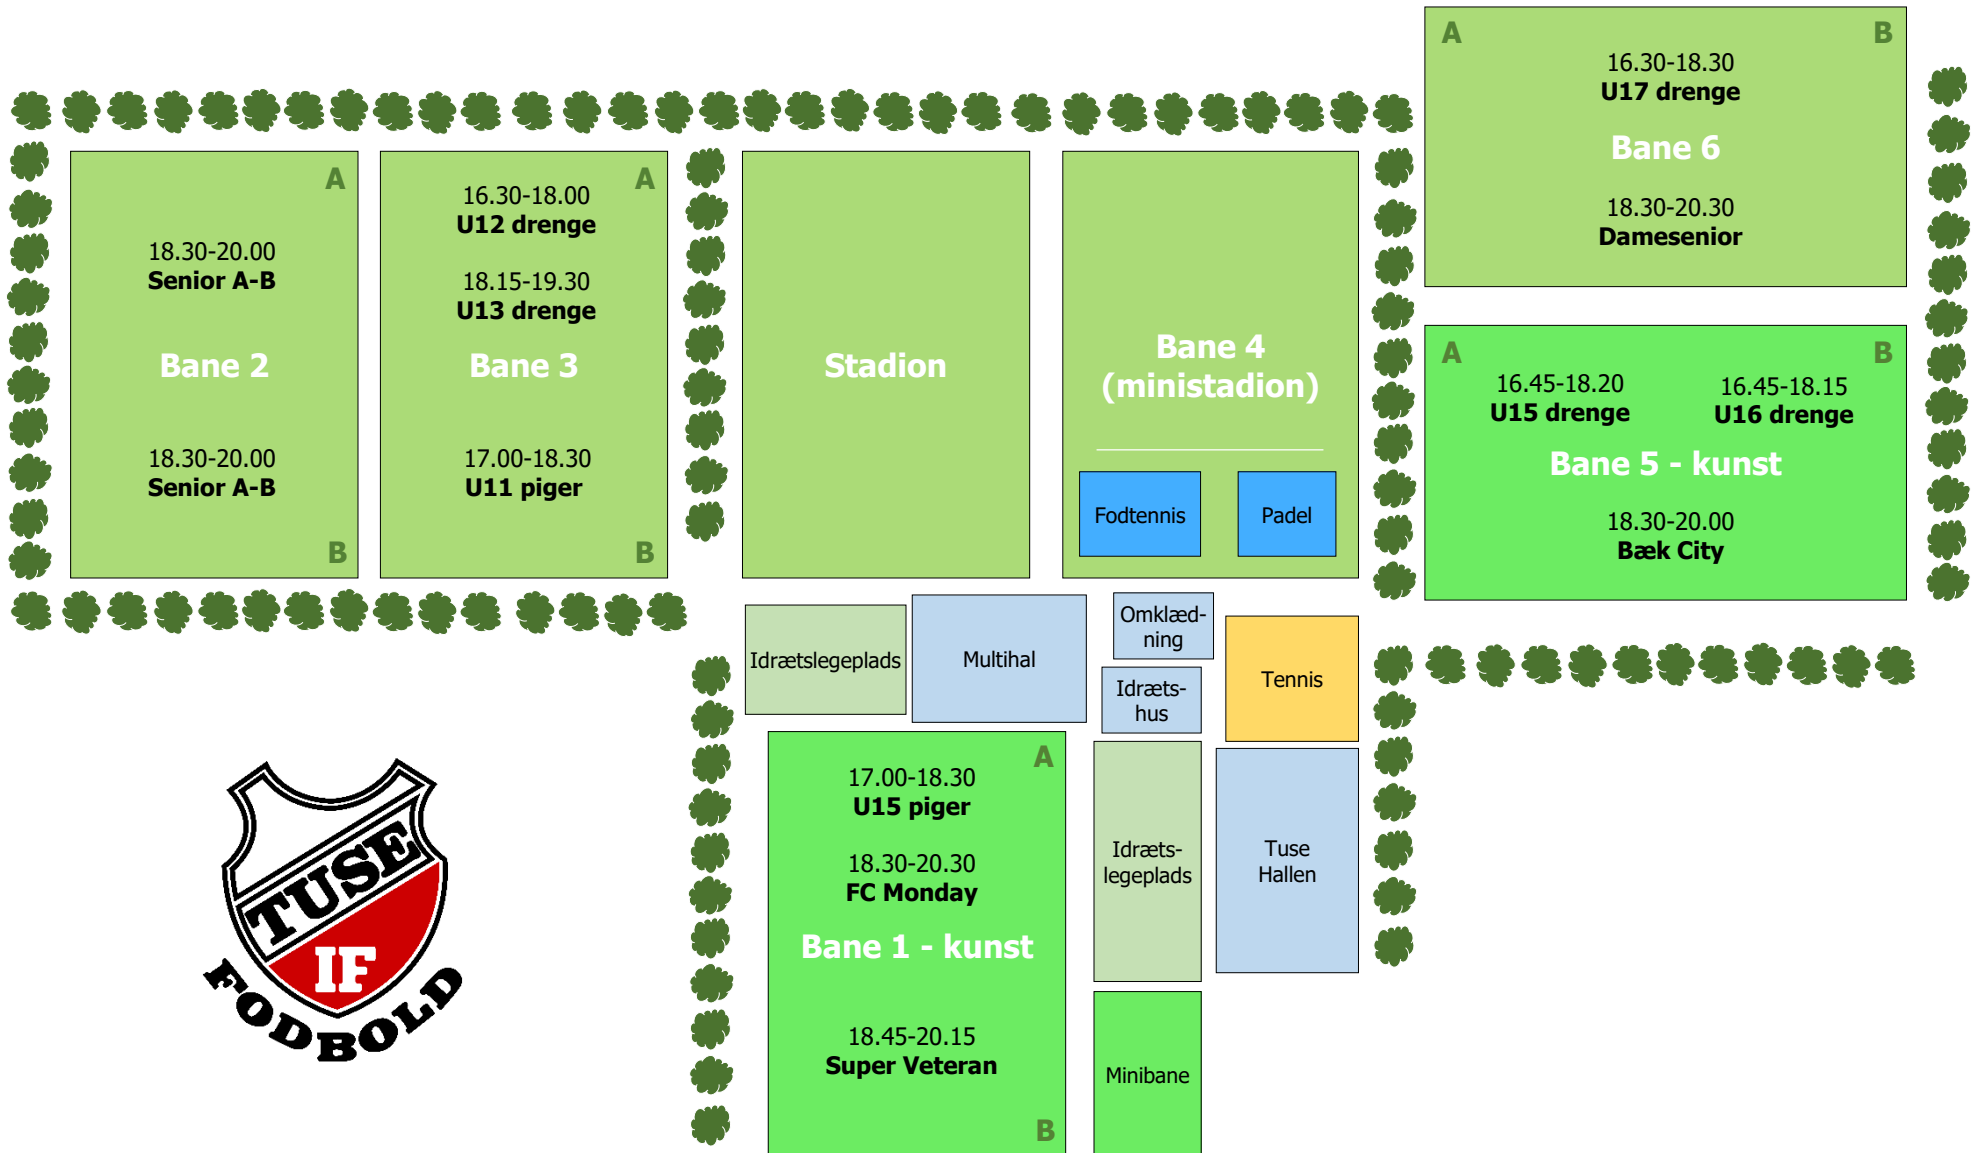 A
B
16.30-18.30
U17 drenge
Bane 6
18.30-20.30
Damesenior
A
18.30-20.00
Senior A-B
Bane 2
18.30-20.00
Senior A-B
B
A
16.30-18.00
U12 drenge
18.15-19.30
U13 drenge
Bane 3
17.00-18.30
U11 piger
B
Stadion
Bane 4
(ministadion)
Fodtennis
Padel
A
B
16.45-18.20
U15 drenge
16.45-18.15
U16 drenge
Bane 5 - kunst
18.30-20.00
Bæk City
Idrætslegeplads
Multihal
Omklæd-
ning
Idræts-
hus
Tennis
A
17.00-18.30
U15 piger
18.30-20.30
FC Monday
Bane 1 - kunst
18.45-20.15
Super Veteran
B
Idræts-
legeplads
Tuse
Hallen
Minibane
TUSE
IF
FODBOLD